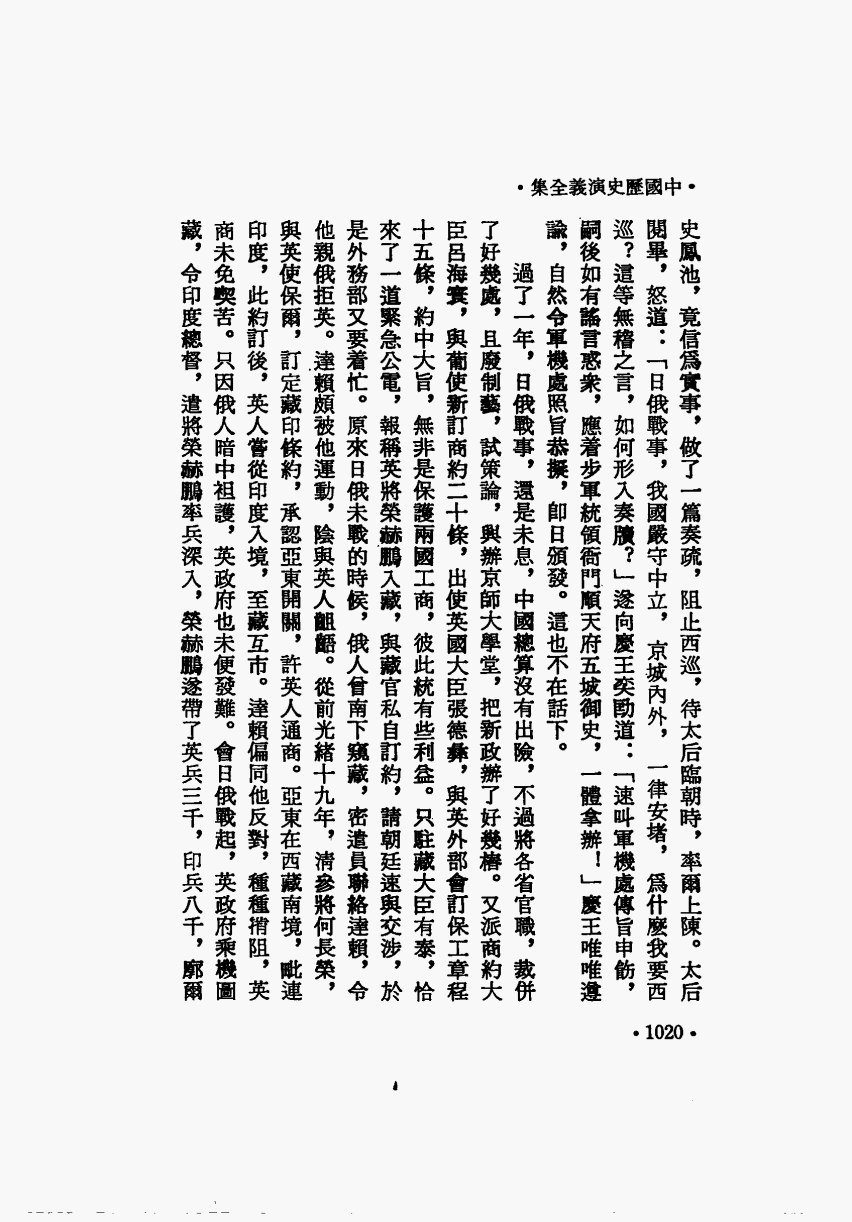 •中國歷史演義全集•
史鳳池，竟信爲實事，做了一篇奏疏，阻止西巡，待太后臨朝時，率爾上陳。太后
閱畢，怒道：「日俄戰事，我國嚴守中立，京城內外，一律安堵，爲什麼我要西
巡？這等無稽之言，如何形入奏牘？」遂向慶王奕劻道：「速叫軍機處傳旨申飭，
嗣後如有謠言惑衆，應着步軍統領衙門順天府五城御史，一體拿辦！」慶王唯唯遵
諭，自然令軍機處照旨恭擬，卽日頒發。這也不在話下。
過了一年，日俄戰事，還是未息，中國總算沒有出險，不過將各省官職，裁併
了好幾處，且廢制藝，試策論，與辦京師大學堂，把新政辦了好幾樁。又派商約大
臣呂海寰，與葡使新訂商約二十條，出使英國大臣張德彝，與英外部會訂保工章程
十五條，約中大旨，無非是保護兩國工商，彼此統有些利益。只駐藏大臣有泰，恰
來了一道緊急公電，報稱英將榮赫鵬入藏，與藏官私自訂約，請朝廷速與交涉，於
是外務部又要着忙。原來日俄未戰的時候，俄人曾南下窺藏，密遣員聯絡達賴，令
他親俄拒英。達賴頗被他運動，陰與英人齟齬。從前光緒十九年，清參將何長榮，
與英使保爾，訂定藏印條約，承認亞東開關，許英人通商。亞東在西藏南境，毗連
印度，此約訂後，英人嘗從印度入境，至藏互市。達賴偏同他反對，種種掯阻，英
商未免喫苦。只因俄人暗中袒護，英政府也未便發難。會日俄戰起，英政府乘機圖
藏，令印度總督，遣將榮赫鵬率兵深入，榮赫鵬遂帶了英兵三千，印兵八千，廓爾
•1020•